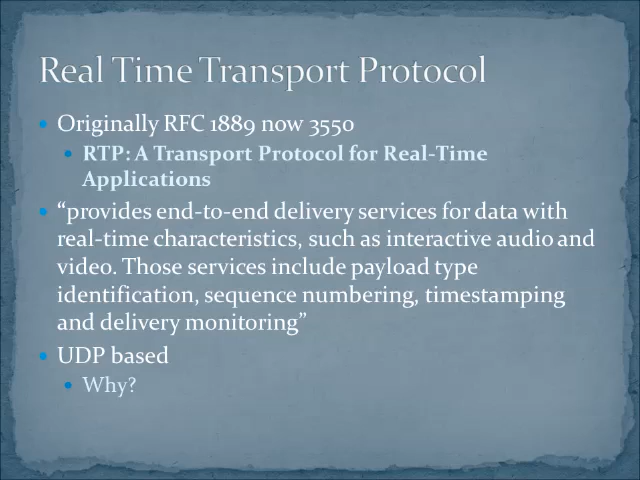 Real Time Transport Protocol
• Originally RFC 1889 now 3550
• RTP: A Transport Protocol for Real-Time
Applications
• “provides end-to-end delivery services for data with
real-time characteristics, such as interactive audio and
video. Those services include payload type
identification, sequence numbering, timestamping
and delivery monitoring”
• UDP based
• Why?